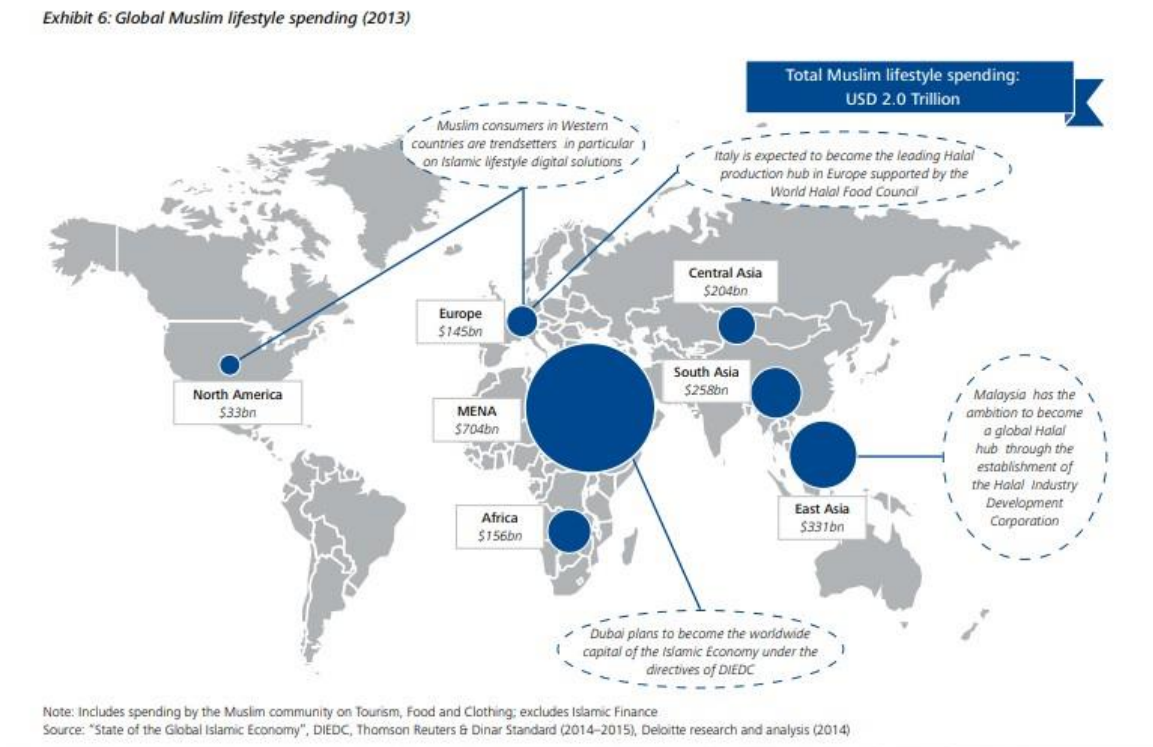 Exhibit 6: Global Muslim lifestyle spending (2013)
Total Muslim lifestyle spending:
USD 2.0 Trillion
Muslim consumers in Western
countries are trendsetters in particular
on Islamic lifestyle digital solutions
Italy is expected to become the leading Halal
production hub in Europe supported by the
World Halal Food Council
Central Asia
$204bn
Europe
$145bn
South Asia
$258bn
North America
$33bn
MENA
$704bn
Malaysia has the
ambition to become
a global Halal
hub through the
establishment of
the Halal Industry
Development
Corporation
East Asia
$331bn
Africa
$156bn
Dubai plans to become the worldwide
capital of the Islamic Economy under the
directives of DIEDC
Note: Includes spending by the Muslim community on Tourism, Food and Clothing; excludes Islamic Finance
Source: "State of the Global Islamic Economy", DIEDC, Thomson Reuters & Dinar Standard (2014–2015), Deloitte research and analysis (2014)